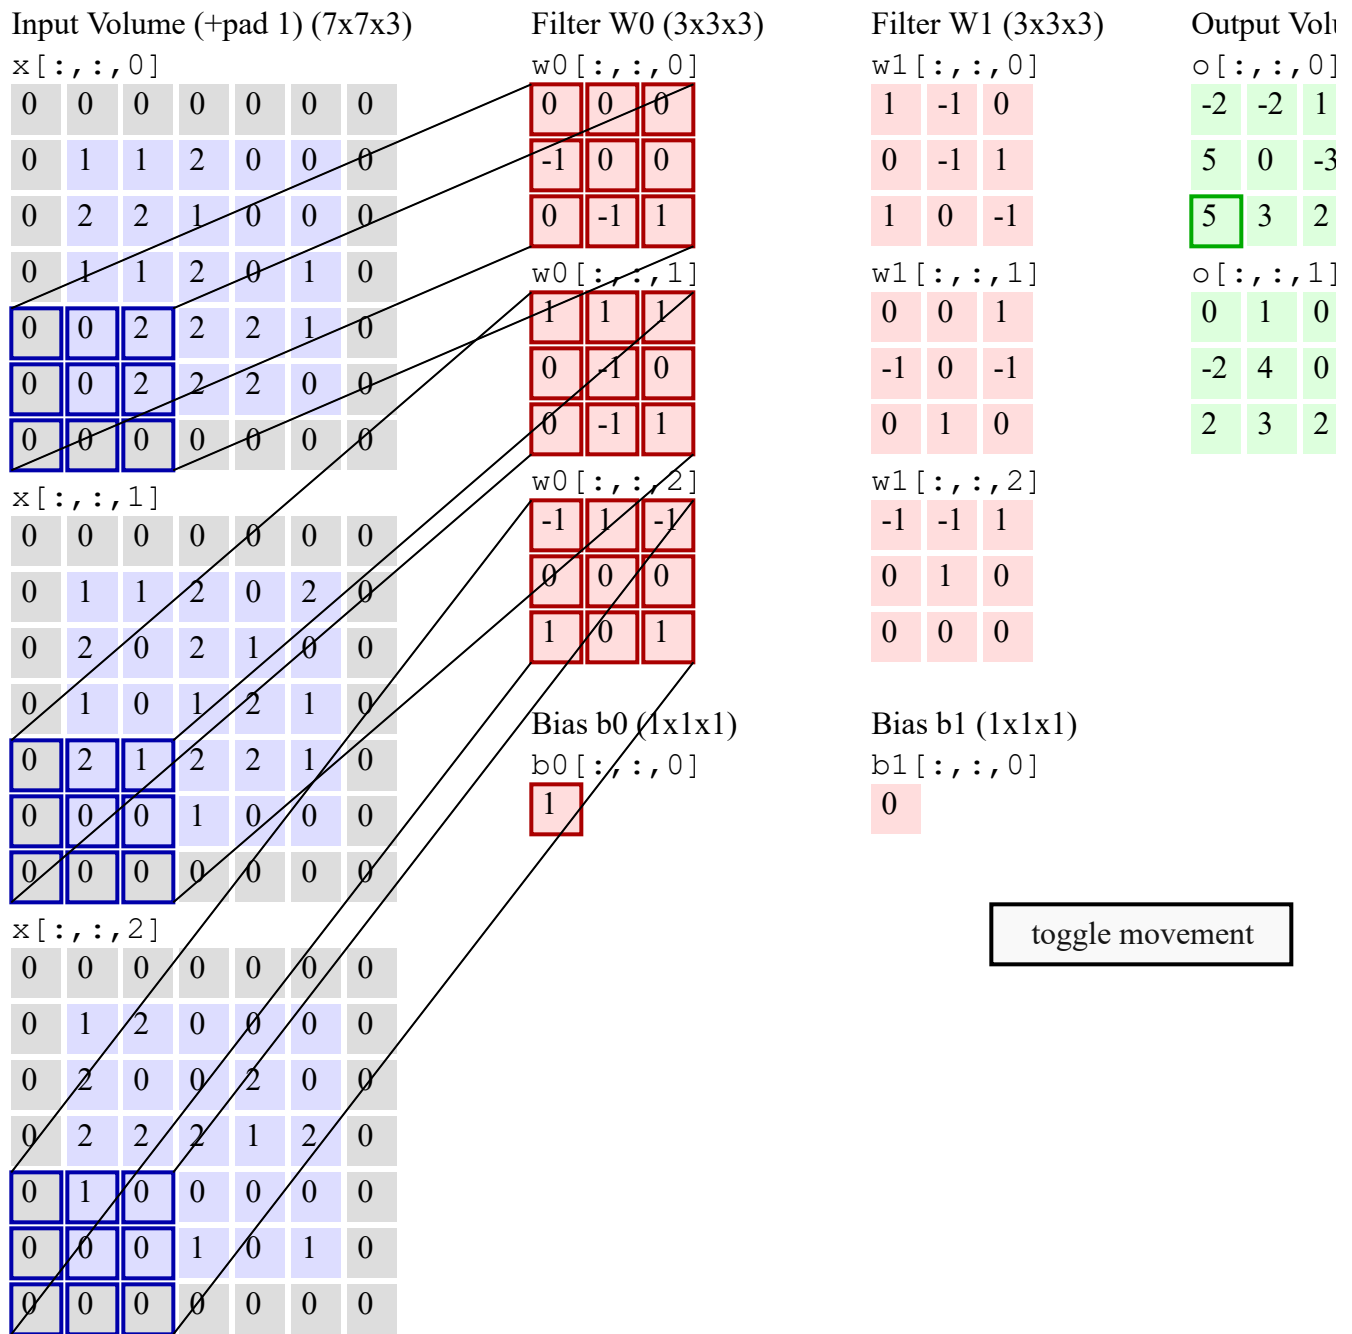 Input Volume (+pad 1) (7x7x3)
x[:,:,0]
0 0 0 0 0 0 0
0 1 1 2 0 0 0
0 2 2 1 0 0 0
0 1 1 2 0 1 0
0 0 2 2 2 1 0
0 0 2 2 2 0 0
0 0 0 0 0 0 0
x[:,:,1]
0 0 0 0 0 0 0
0 1 1 2 0 2 0
0 2 0 2 1 0 0
0 1 0 1 2 1 0
0 2 1 2 2 1 0
0 0 0 1 0 0 0
0 0 0 0 0 0 0
x[:,:,2]
0 0 0 0 0 0 0
0 1 2 0 0 0 0
0 2 0 0 2 0 0
0 2 2 2 1 2 0
0 1 0 0 0 0 0
0 0 0 1 0 1 0
0 0 0 0 0 0 0
Filter W0 (3x3x3)
w0[:,:,0]
0 0 0
-1 0 0
0 -1 1
w0[:,:,1]
1 1 1
0 -1 0
0 -1 1
w0[:,:,2]
-1 1 -1
0 0 0
1 0 1
Bias b0 (1x1x1)
b0[:,:,0]
1
Filter W1 (3x3x3)
w1[:,:,0]
1 -1 0
0 -1 1
1 0 -1
w1[:,:,1]
0 0 1
-1 0 -1
0 1 0
w1[:,:,2]
-1 -1 1
0 1 0
0 0 0
Bias b1 (1x1x1)
b1[:,:,0]
0
Output
o[:,:,0]
-2 -2 1
5 0 -3
5 3 2
o[:,:,1]
0 1 0
-2 4 0
2 3 2
toggle movement